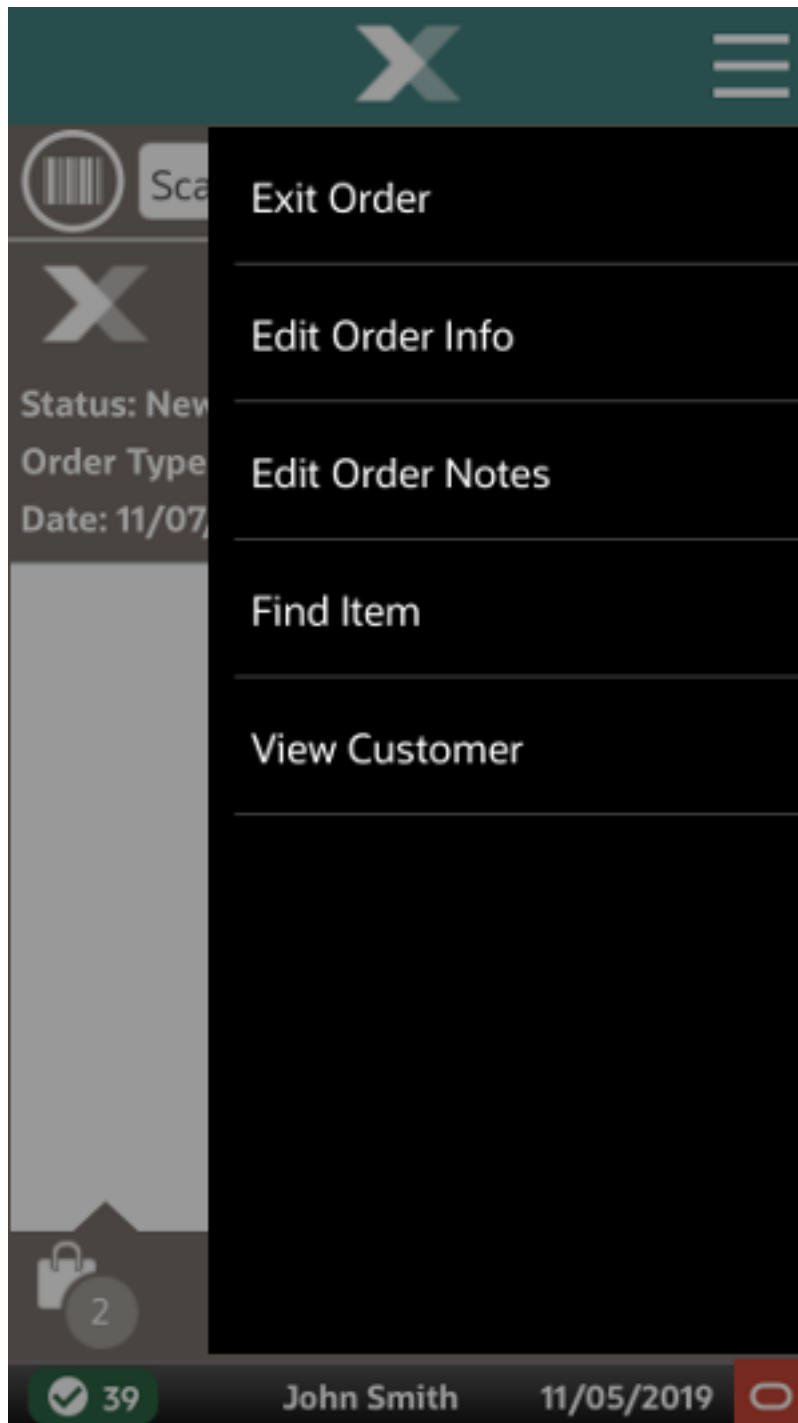 Sca
Exit Order
Edit Order Info
Status: New
Edit Order Notes
Order Type
Date: 11/07/
Find Item
View Customer
2
39 John Smith 11/05/2019 0